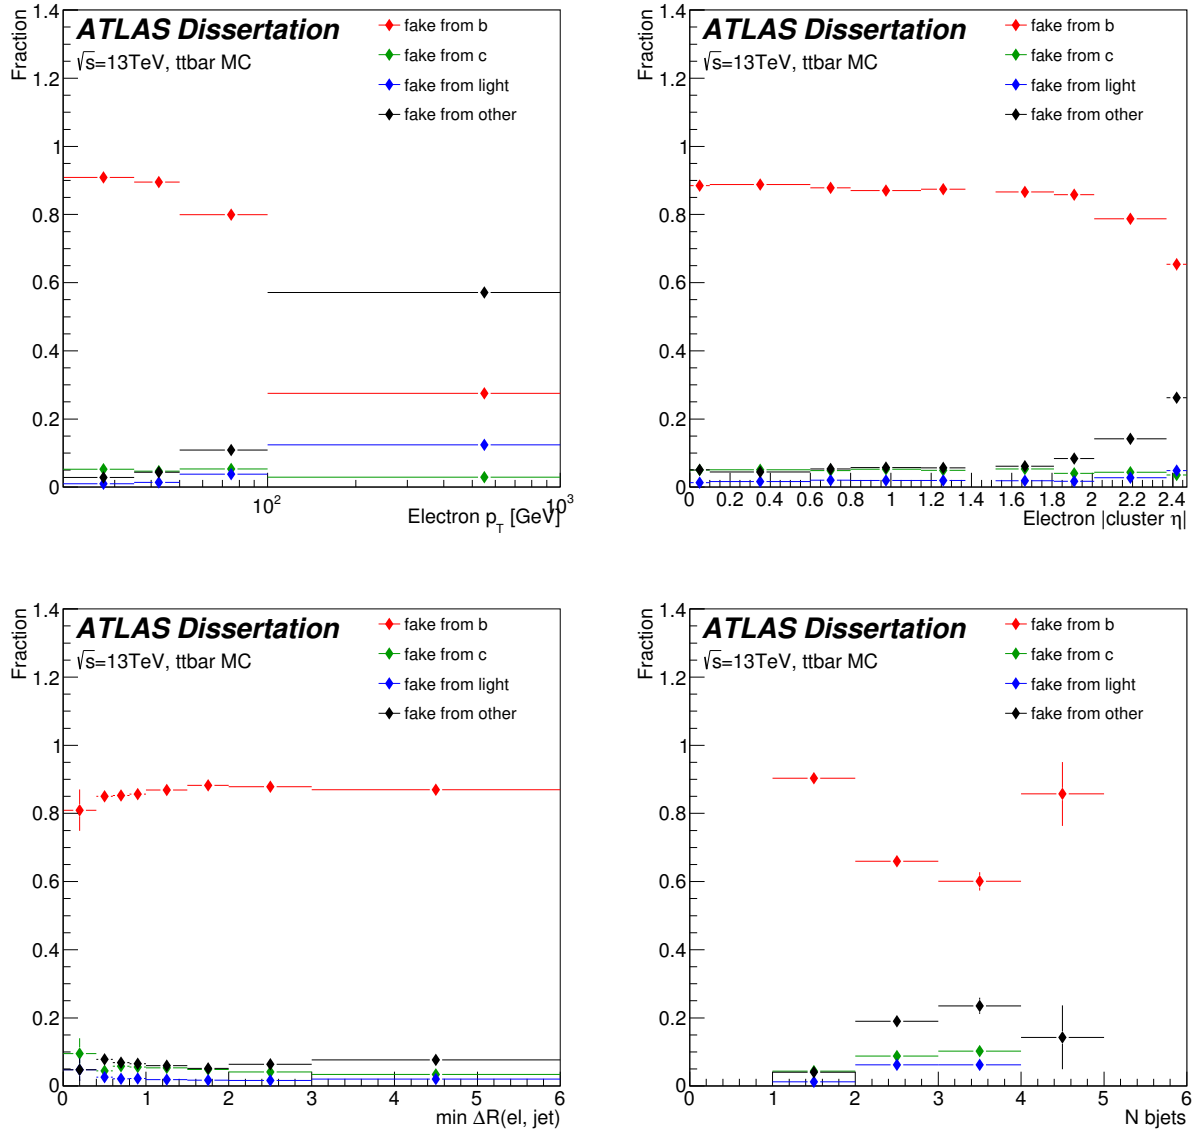 Fraction
1.4
1.2
1
0.8
0.6
0.4
0.2
0
ATLAS Dissertation
√s=13TeV, ttbar MC
fake from b
fake from c
fake from light
fake from other
10² 10³
Electron p_T [GeV]
Fraction
1.4
1.2
1
0.8
0.6
0.4
0.2
0
ATLAS Dissertation
√s=13TeV, ttbar MC
fake from b
fake from c
fake from light
fake from other
0 0.2 0.4 0.6 0.8 1 1.2 1.4 1.6 1.8 2 2.2 2.4
Electron |cluster η|
Fraction
1.4
1.2
1
0.8
0.6
0.4
0.2
0
ATLAS Dissertation
√s=13TeV, ttbar MC
fake from b
fake from c
fake from light
fake from other
0 1 2 3 4 5 6
min ΔR(el, jet)
Fraction
1.4
1.2
1
0.8
0.6
0.4
0.2
0
ATLAS Dissertation
√s=13TeV, ttbar MC
fake from b
fake from c
fake from light
fake from other
0 1 2 3 4 5 6
N bjets